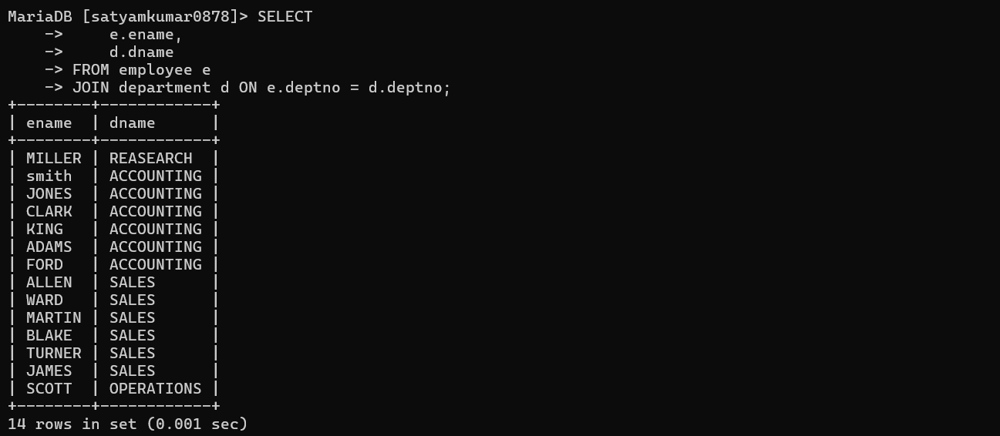 MariaDB [satyamkumar0878]> SELECT
    ->     e.ename,
    ->     d.dname
    -> FROM employee e
    -> JOIN department d ON e.deptno = d.deptno;
+--------+------------+
| ename  | dname      |
+--------+------------+
| MILLER | REASEARCH  |
| smith  | ACCOUNTING |
| JONES  | ACCOUNTING |
| CLARK  | ACCOUNTING |
| KING   | ACCOUNTING |
| ADAMS  | ACCOUNTING |
| FORD   | ACCOUNTING |
| ALLEN  | SALES      |
| WARD   | SALES      |
| MARTIN | SALES      |
| BLAKE  | SALES      |
| TURNER | SALES      |
| JAMES  | SALES      |
| SCOTT  | OPERATIONS |
+--------+------------+
14 rows in set (0.001 sec)